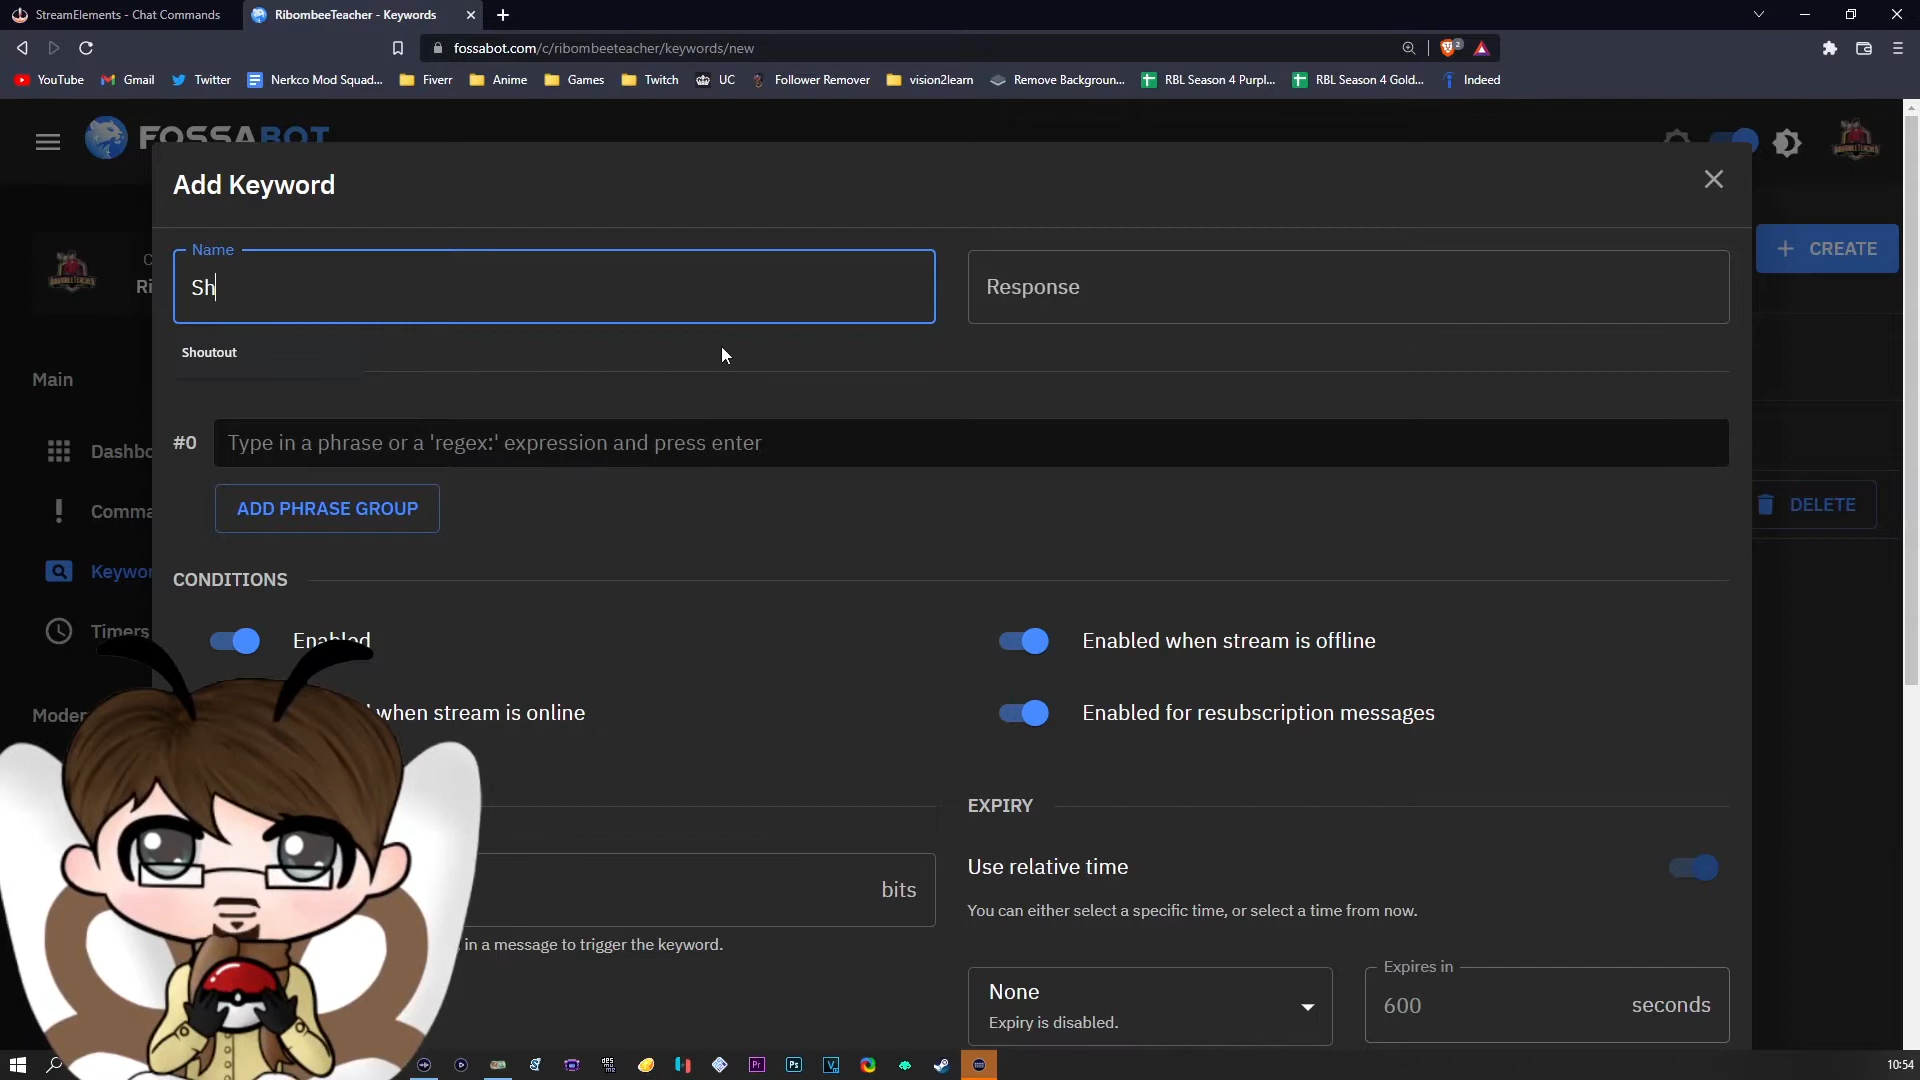 StreamElements - Chat Commands
RibombeeTeacher - Keywords
fossabot.com/c/ribombeeteacher/keywords/new
2
YouTube
Gmail
Twitter
Nerkco Mod Squad...
Fiverr
Anime
Games
Twitch
UC
Follower Remover
vision2learn
Remove Backgroun...
RBL Season 4 Purpl...
RBL Season 4 Gold...
Indeed
FOSSABOT
Add Keyword
CREATE
Name
Sh
Response
Shoutout
Main
#0
Type in a phrase or a 'regex:' expression and press enter
Dashbo
ADD PHRASE GROUP
DELETE
Comma
CONDITIONS
Keywor
Timers
Enabled
Enabled when stream is offline
Moder
when stream is online
Enabled for resubscription messages
EXPIRY
Use relative time
bits
You can either select a specific time, or select a time from now.
in a message to trigger the keyword.
Expires in
None
600
seconds
Expiry is disabled.
10:54